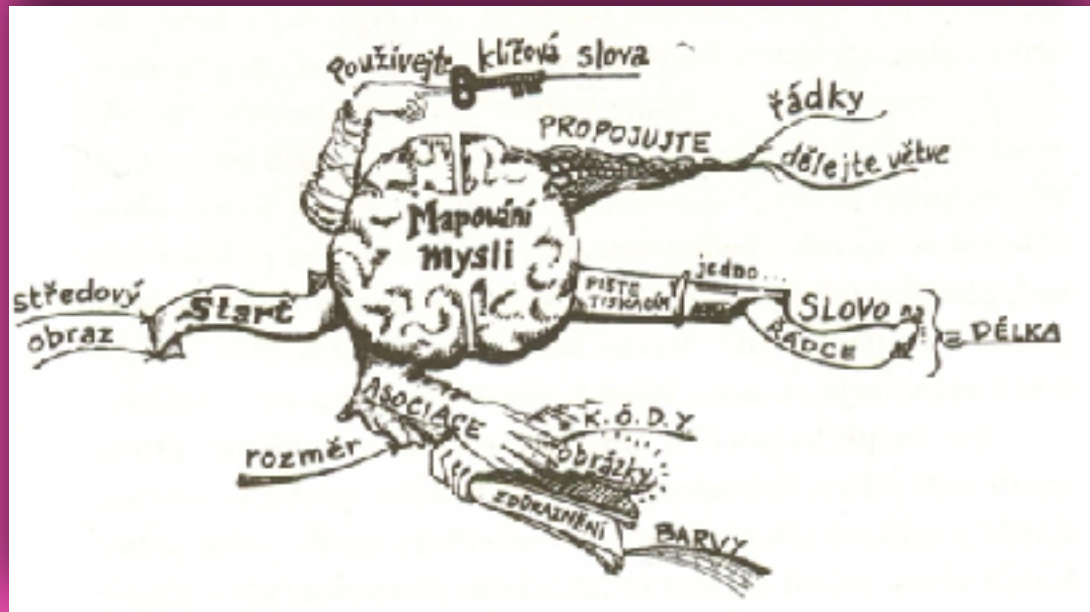 používejte klíčová slova
PROPOJUJTE
řádky
dělejte větve
Mapování
mysli
středový
obraz
Start
PIŠTE
TISKACÍM
jedno...
SLOVO
ŘÁDCE
= DÉLKA
ASOCIACE
rozměr
K.Ó.D.Y.
obrázky
ZDŮRAZNĚNÍ
BARVY